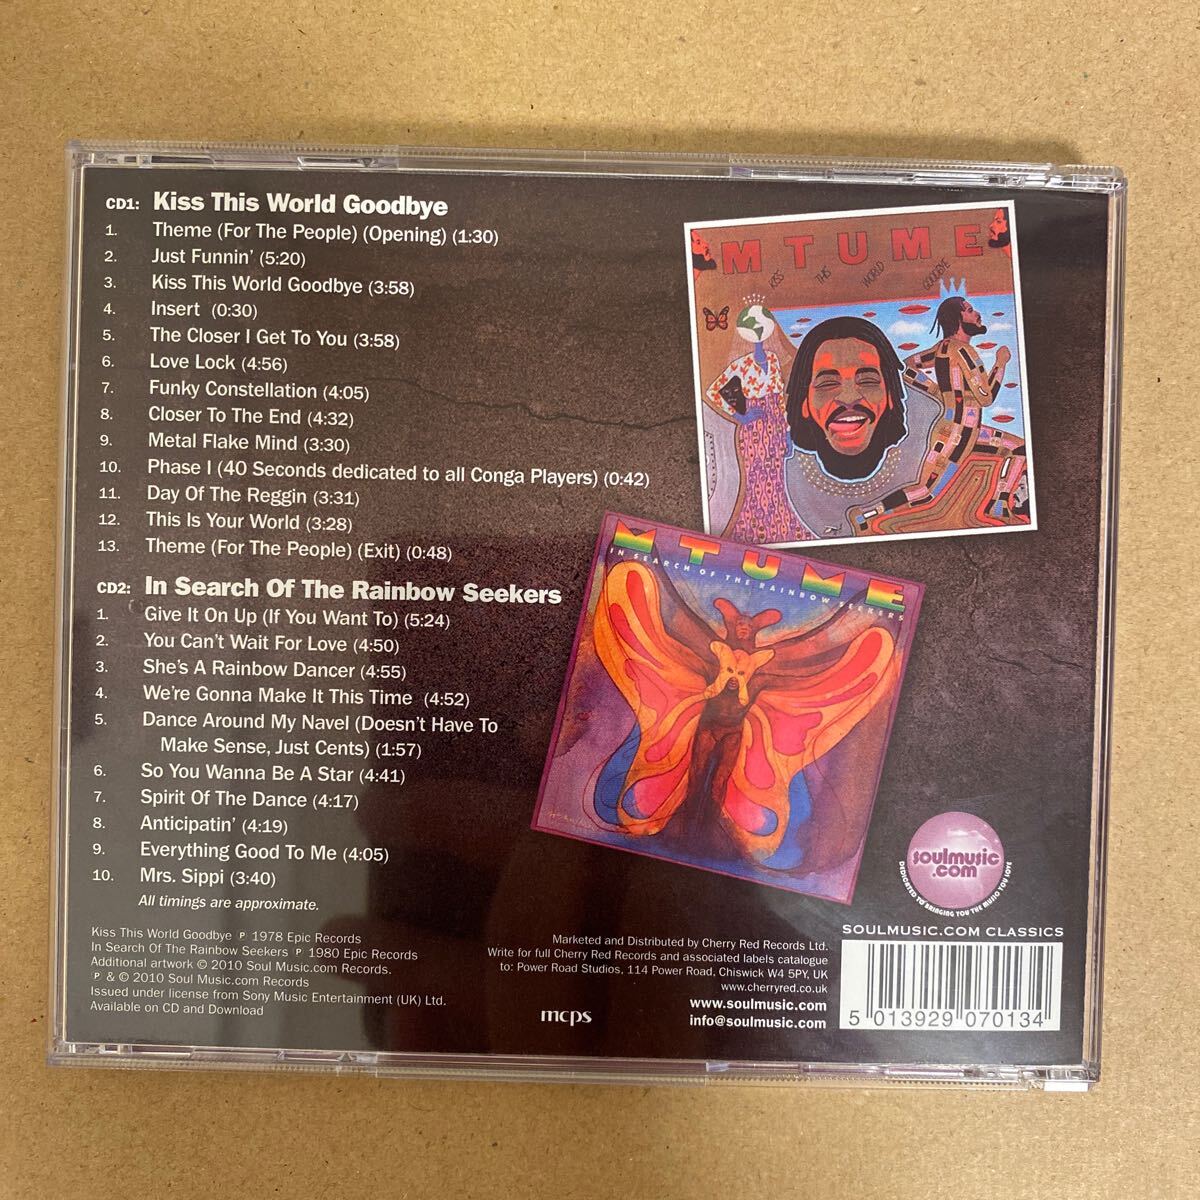 CD1: Kiss This World Goodbye
1. Theme (For The People) (Opening) (1:30)
2. Just Funnin' (5:20)
3. Kiss This World Goodbye (3:58)
4. Insert (0:30)
5. The Closer I Get To You (3:58)
6. Love Lock (4:56)
7. Funky Constellation (4:05)
8. Closer To The End (4:32)
9. Metal Flake Mind (3:30)
10. Phase I (40 Seconds dedicated to all Conga Players) (0:42)
11. Day Of The Reggin (3:31)
12. This Is Your World (3:28)
13. Theme (For The People) (Exit) (0:48)
CD2: In Search Of The Rainbow Seekers
1. Give It On Up (If You Want To) (5:24)
2. You Can't Wait For Love (4:50)
3. She's A Rainbow Dancer (4:55)
4. We're Gonna Make It This Time (4:52)
5. Dance Around My Navel (Doesn't Have To
Make Sense, Just Cents) (1:57)
6. So You Wanna Be A Star (4:41)
7. Spirit Of The Dance (4:17)
8. Anticipatin' (4:19)
9. Everything Good To Me (4:05)
10. Mrs. Sippi (3:40)
All timings are approximate.
Kiss This World Goodbye ℗ 1978 Epic Records
In Search Of The Rainbow Seekers ℗ 1980 Epic Records
Additional artwork © 2010 Soul Music.com Records.
℗ & © 2010 Soul Music.com Records
Issued under license from Sony Music Entertainment (UK) Ltd.
Available on CD and Download
MTUME
KISS THIS WORLD GOODBYE
MTUME
IN SEARCH OF THE RAINBOW SEEKERS
soulmusic
.com
DEDICATED TO BRINGING YOU THE MUSIC YOU LOVE
SOULMUSIC.COM CLASSICS
Marketed and Distributed by Cherry Red Records Ltd.
Write for full Cherry Red Records and associated labels catalogue
to: Power Road Studios, 114 Power Road, Chiswick W4 5PY, UK
www.cherryred.co.uk
www.soulmusic.com
info@soulmusic.com
mcps
5 013929 070134